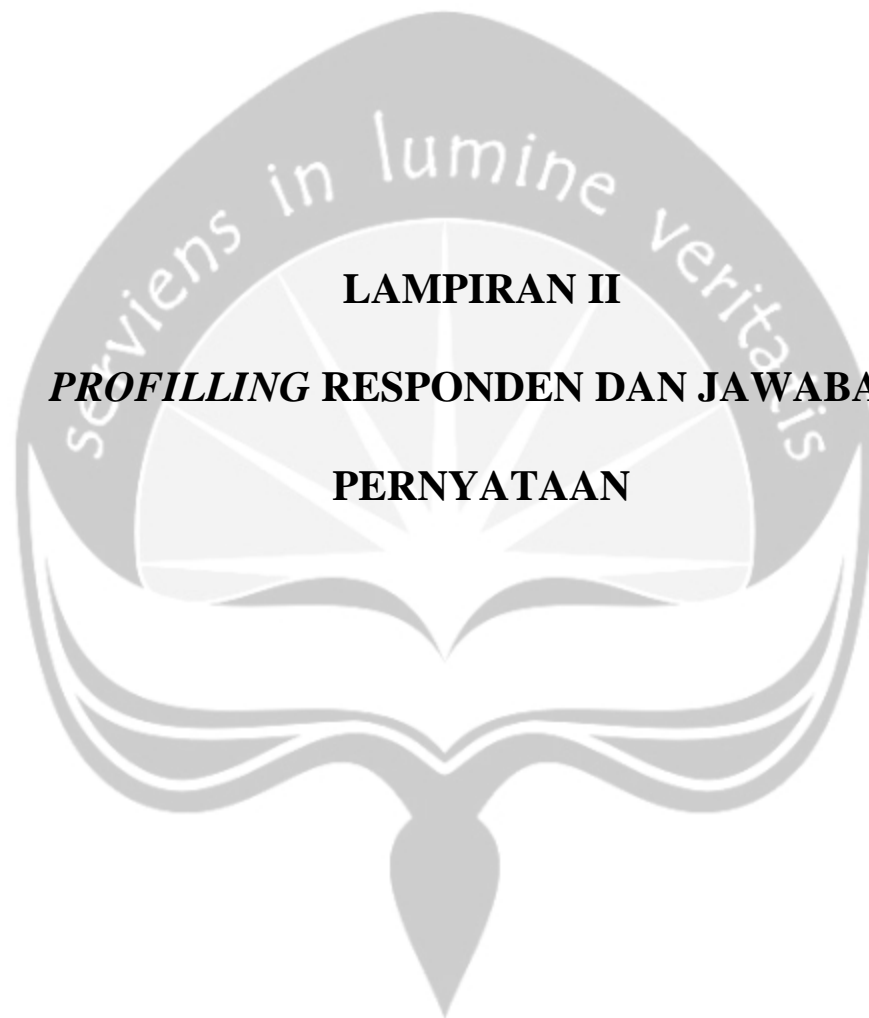 serviens in lumine veritatis
LAMPIRAN II
PROFILLING RESPONDEN DAN JAWABA
PERNYATAAN